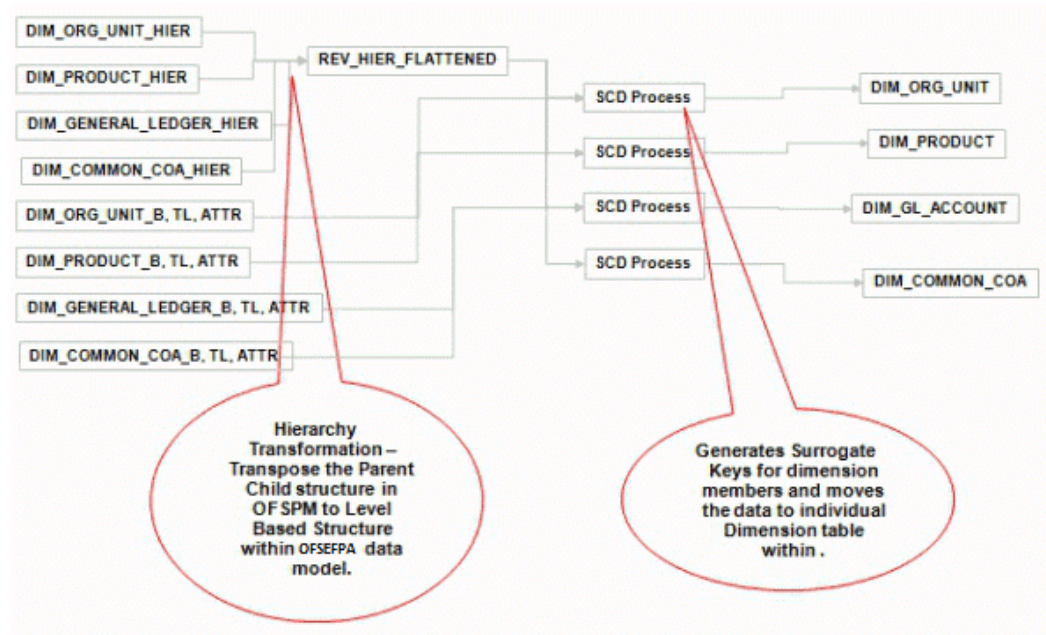 DIM_ORG_UNIT_HIER
DIM_PRODUCT_HIER
DIM_GENERAL_LEDGER_HIER
DIM_COMMON_COA_HIER
DIM_ORG_UNIT_B, TL, ATTR
DIM_PRODUCT_B, TL, ATTR
DIM_GENERAL_LEDGER_B, TL, ATTR
DIM_COMMON_COA_B, TL, ATTR
REV_HIER_FLATTENED
SCD Process
SCD Process
SCD Process
SCD Process
DIM_ORG_UNIT
DIM_PRODUCT
DIM_GL_ACCOUNT
DIM_COMMON_COA
Hierarchy
Transformation –
Transpose the Parent
Child structure in
OFSPM to Level
Based Structure
within OFSEFPA data
model.
Generates Surrogate
Keys for dimension
members and moves
the data to individual
Dimension table
within .